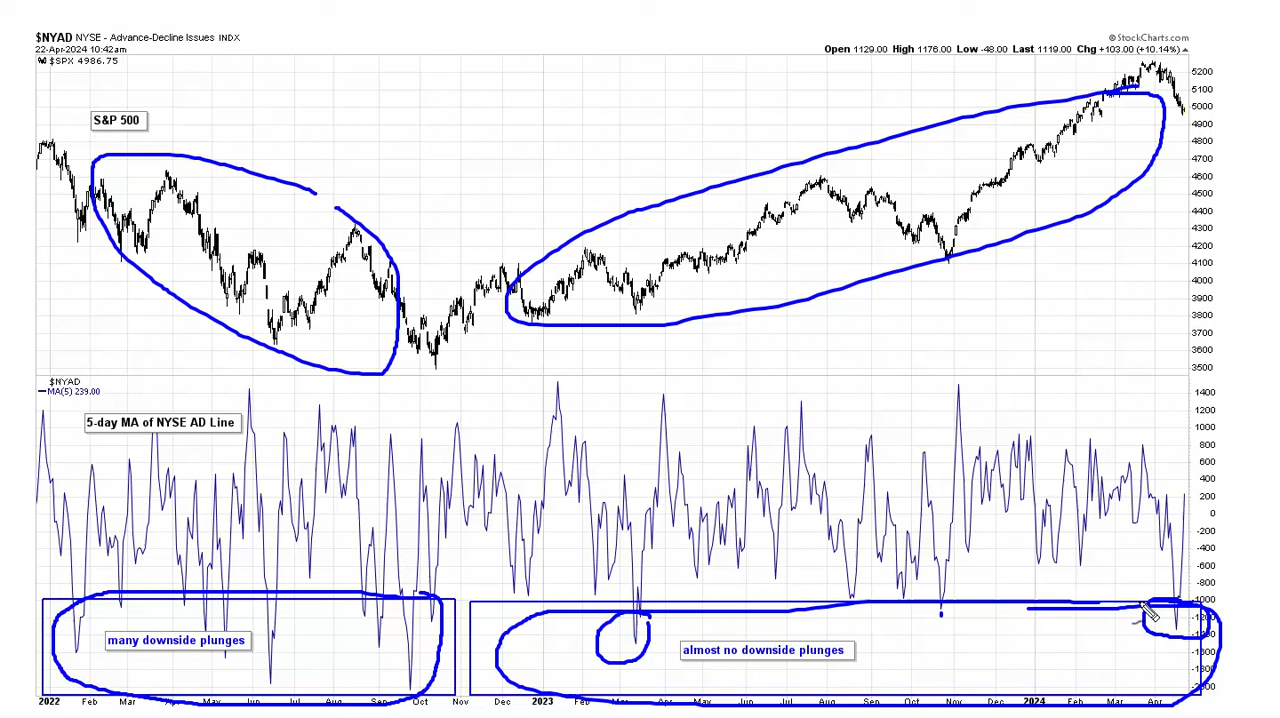 $NYAD NYSE - Advance-Decline Issues INDX
© StockCharts.com
22-Apr-2024 10:42am
Open 1129.00 High 1176.00 Low -48.00 Last 1119.00 Chg +103.00 (+10.14%)
$SPX 4986.75
S&P 500
5200
5100
5000
4900
4800
4700
4600
4500
4400
4300
4200
4100
4000
3900
3800
3700
3600
3500
$NYAD
MA(5) 239.00
5-day MA of NYSE AD Line
1400
1200
1000
800
600
400
200
0
-200
-400
-600
-800
-1000
-1200
many downside plunges
almost no downside plunges
-1600
-1800
2022 Feb Mar Apr May Jun Jul Aug Sep Oct Nov Dec 2023 Feb Mar Apr May Jun Jul Aug Sep Oct Nov Dec 2024 Feb Mar Apr